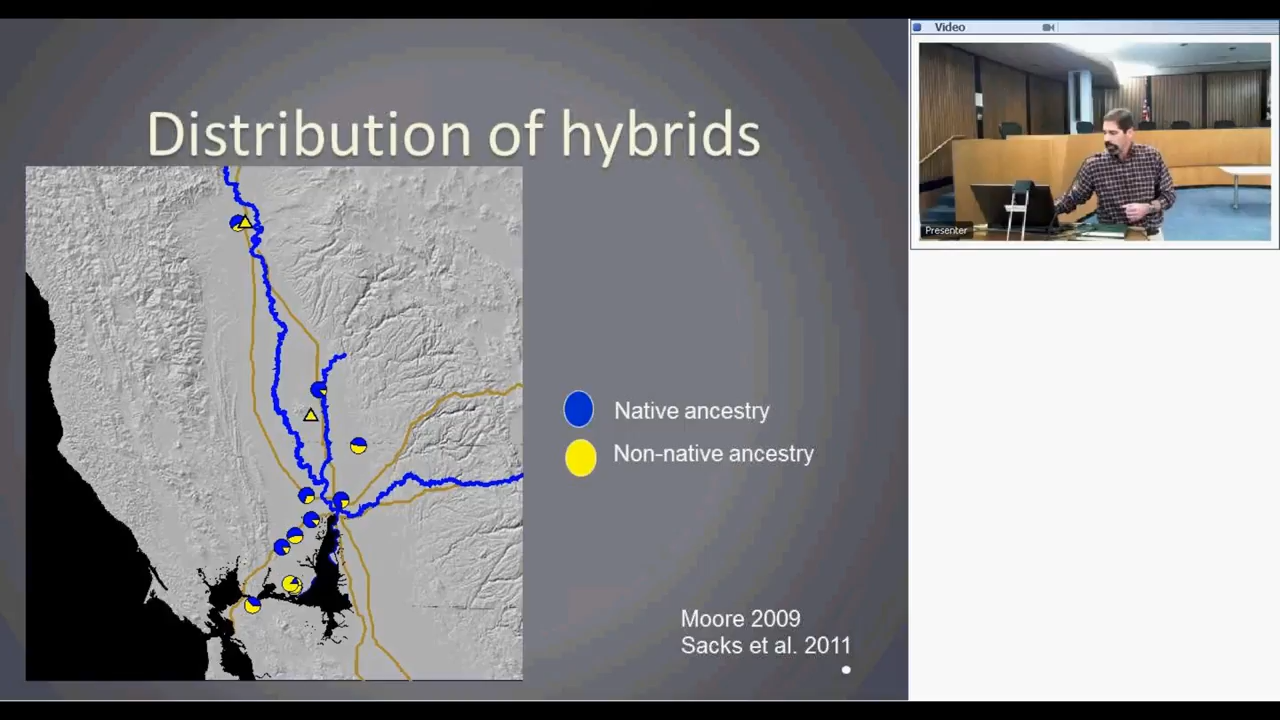 Distribution of hybrids
Native ancestry
Non-native ancestry
Moore 2009
Sacks et al. 2011
Video
Presenter